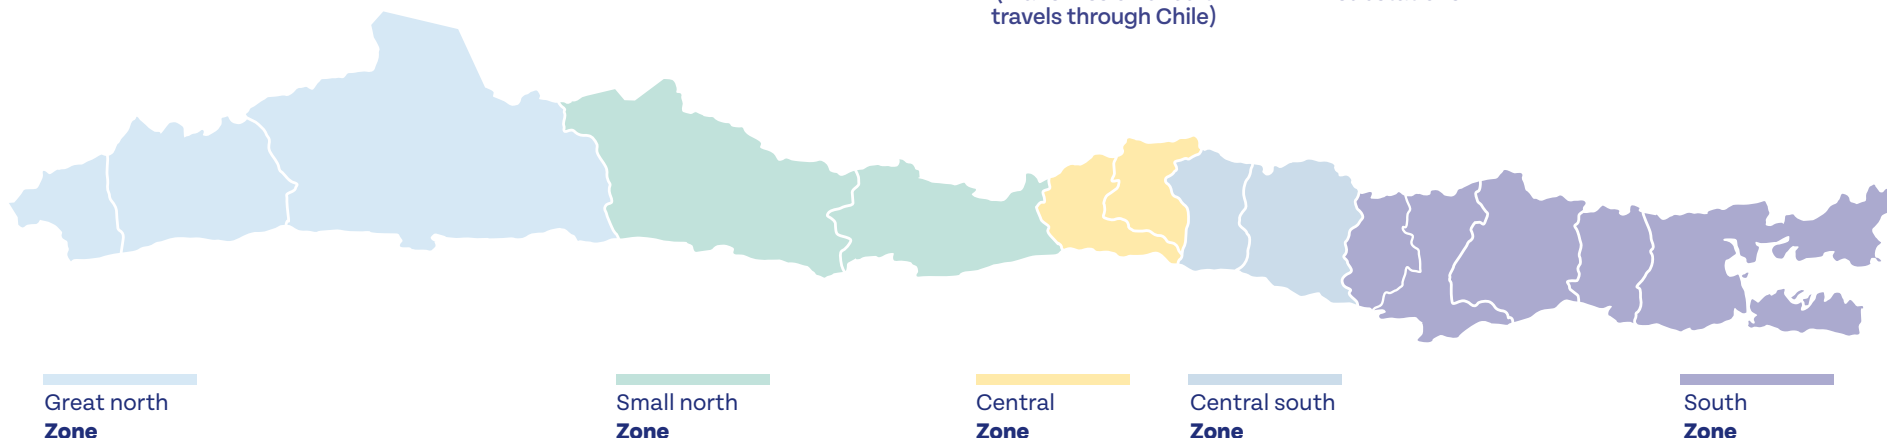 travels through Chile)
Great north
Zone
Small north
Zone
Central
Zone
Central south
Zone
South
Zone